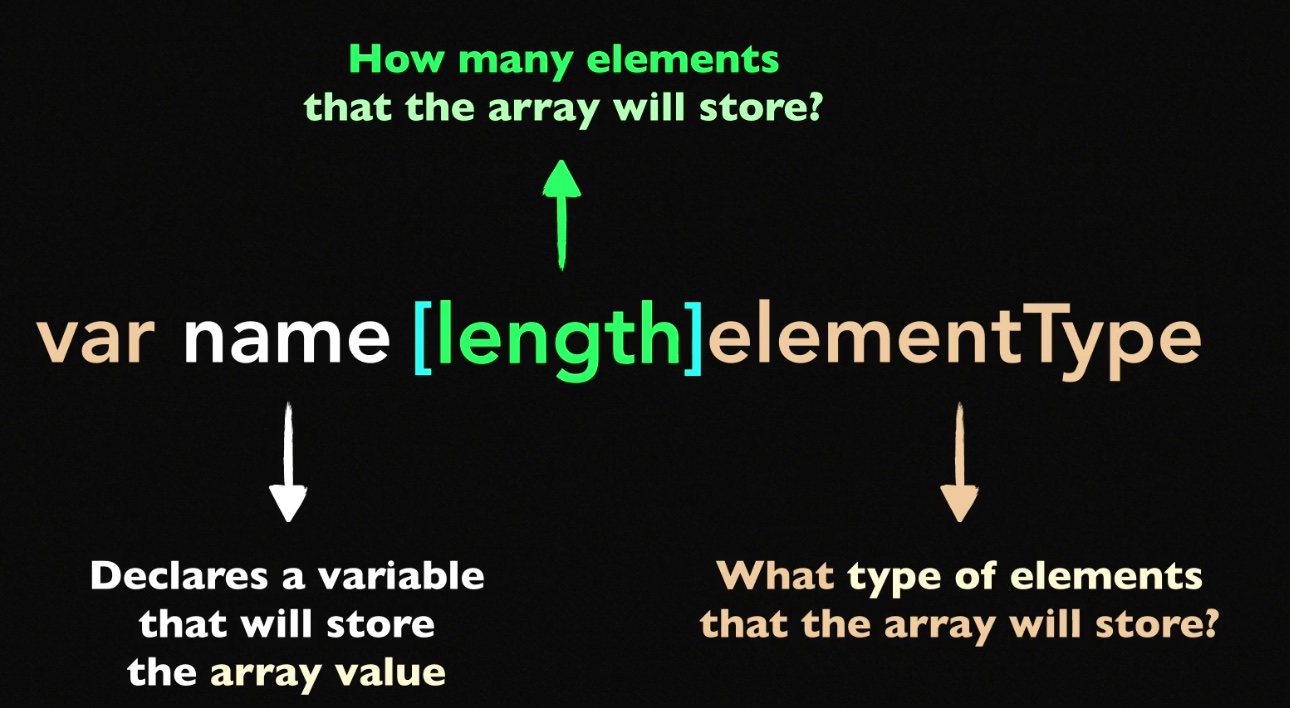 How many elements
that the array will store?
var name [length]elementType
Declares a variable
that will store
the array value
What type of elements
that the array will store?